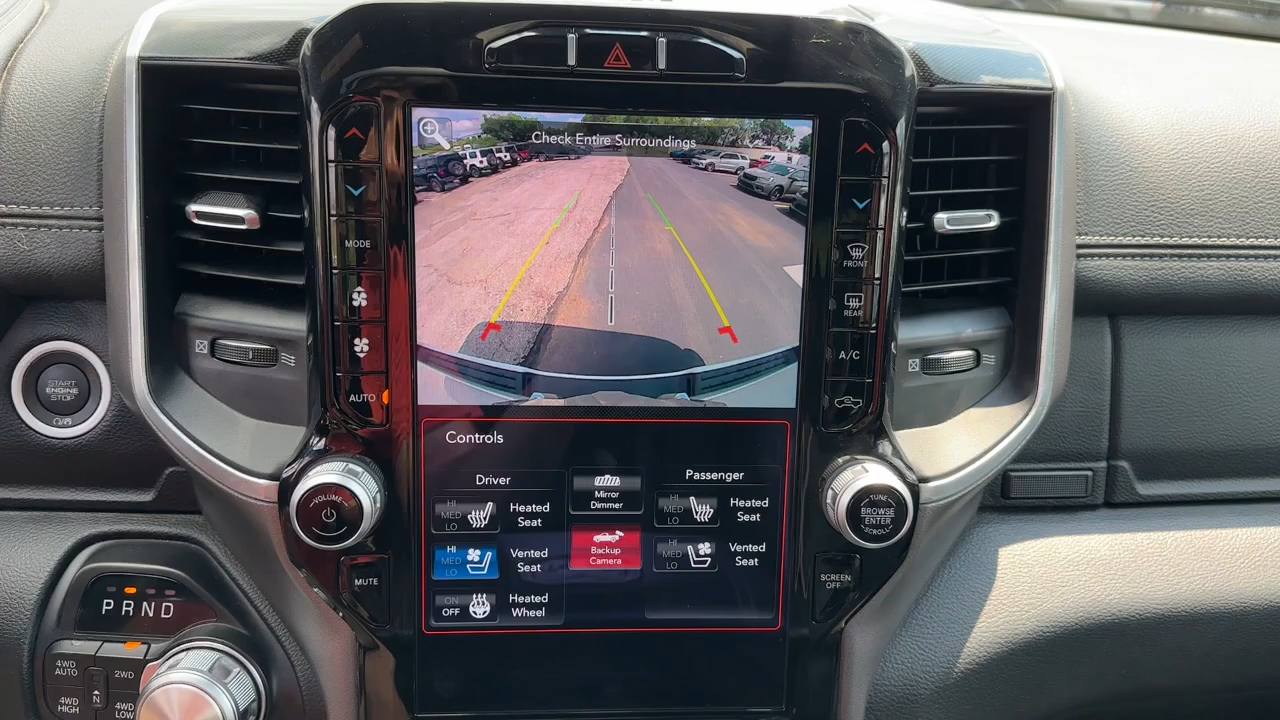 Check Entire Surroundings
MODE
AUTO
FRONT
REAR
A/C
START
ENGINE
STOP
VOLUME
MUTE
TUNE
BROWSE
ENTER
SCROLL
SCREEN
OFF
Controls
Driver
Passenger
HI
MED
LO
Heated
Seat
Mirror
Dimmer
HI
MED
LO
Heated
Seat
HI
MED
LO
Vented
Seat
Backup
Camera
HI
MED
LO
Vented
Seat
ON
OFF
Heated
Wheel
PRND
4WD
AUTO
2WD
N
4WD
HIGH
4WD
LOW